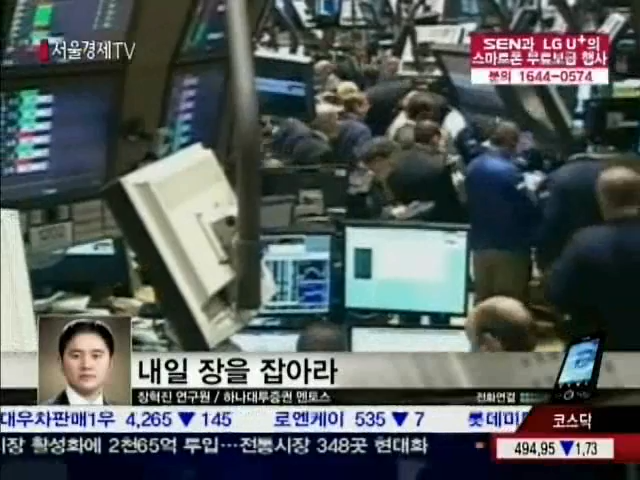 서울경제TV
SEN과 LG U+의
스마트폰 무료보급 행사
문의 1644-0574
내일 장을 잡아라
장혁진 연구원 / 하나대투증권 멘토스
전화연결
대우차판매1우 4,265 ▼ 145 로엔케이 535 ▼ 7 롯데미
코스닥
시장 활성화에 2천65억 투입...전통시장 348곳 현대화
494,95 ▼1,73